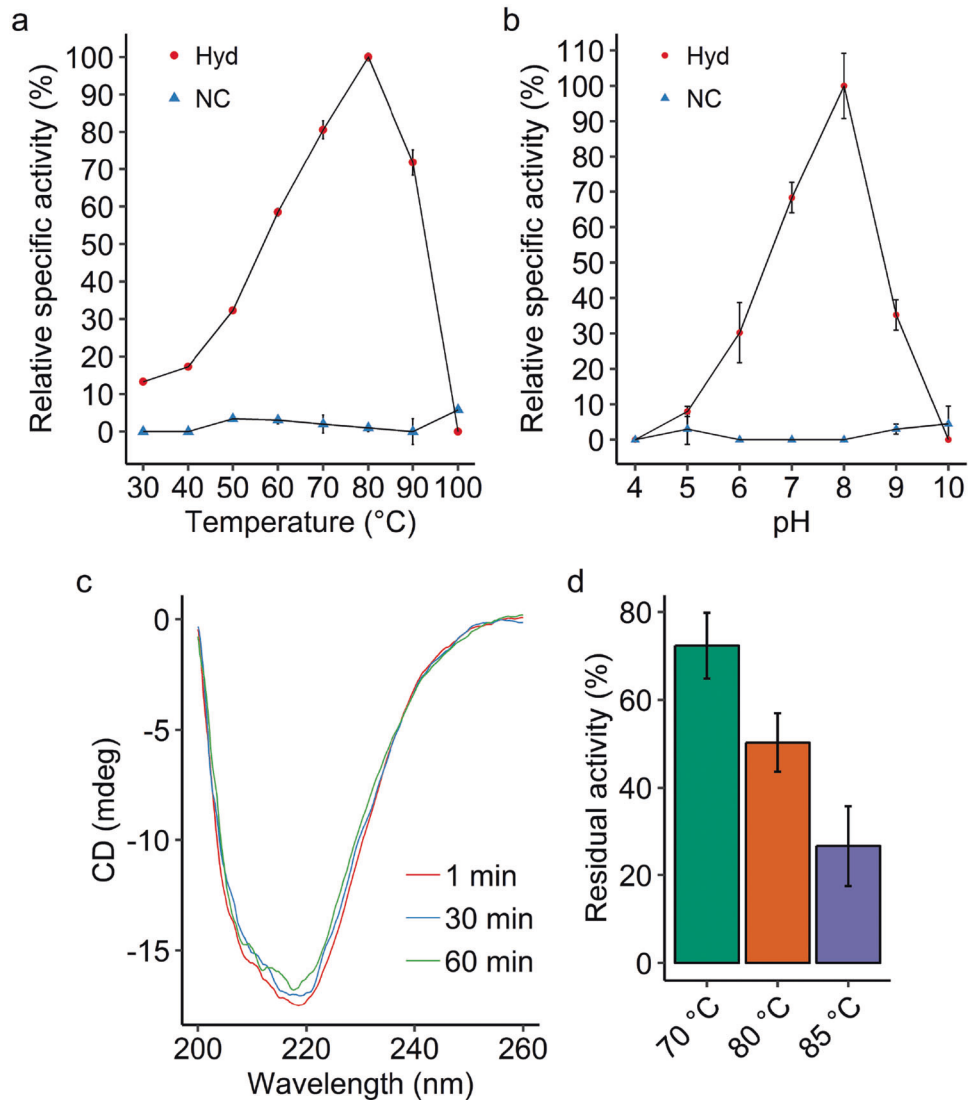 a
Relative specific activity (%)
100
90
80
70
60
50
40
30
20
10
0
Hyd
NC
30 40 50 60 70 80 90 100
Temperature (°C)
b
Relative specific activity (%)
110
100
90
80
70
60
50
40
30
20
10
0
Hyd
NC
4 5 6 7 8 9 10
pH
c
CD (mdeg)
0
-5
-10
-15
1 min
30 min
60 min
200 220 240 260
Wavelength (nm)
d
Residual activity (%)
80
60
40
20
0
70 °C
80 °C
85 °C